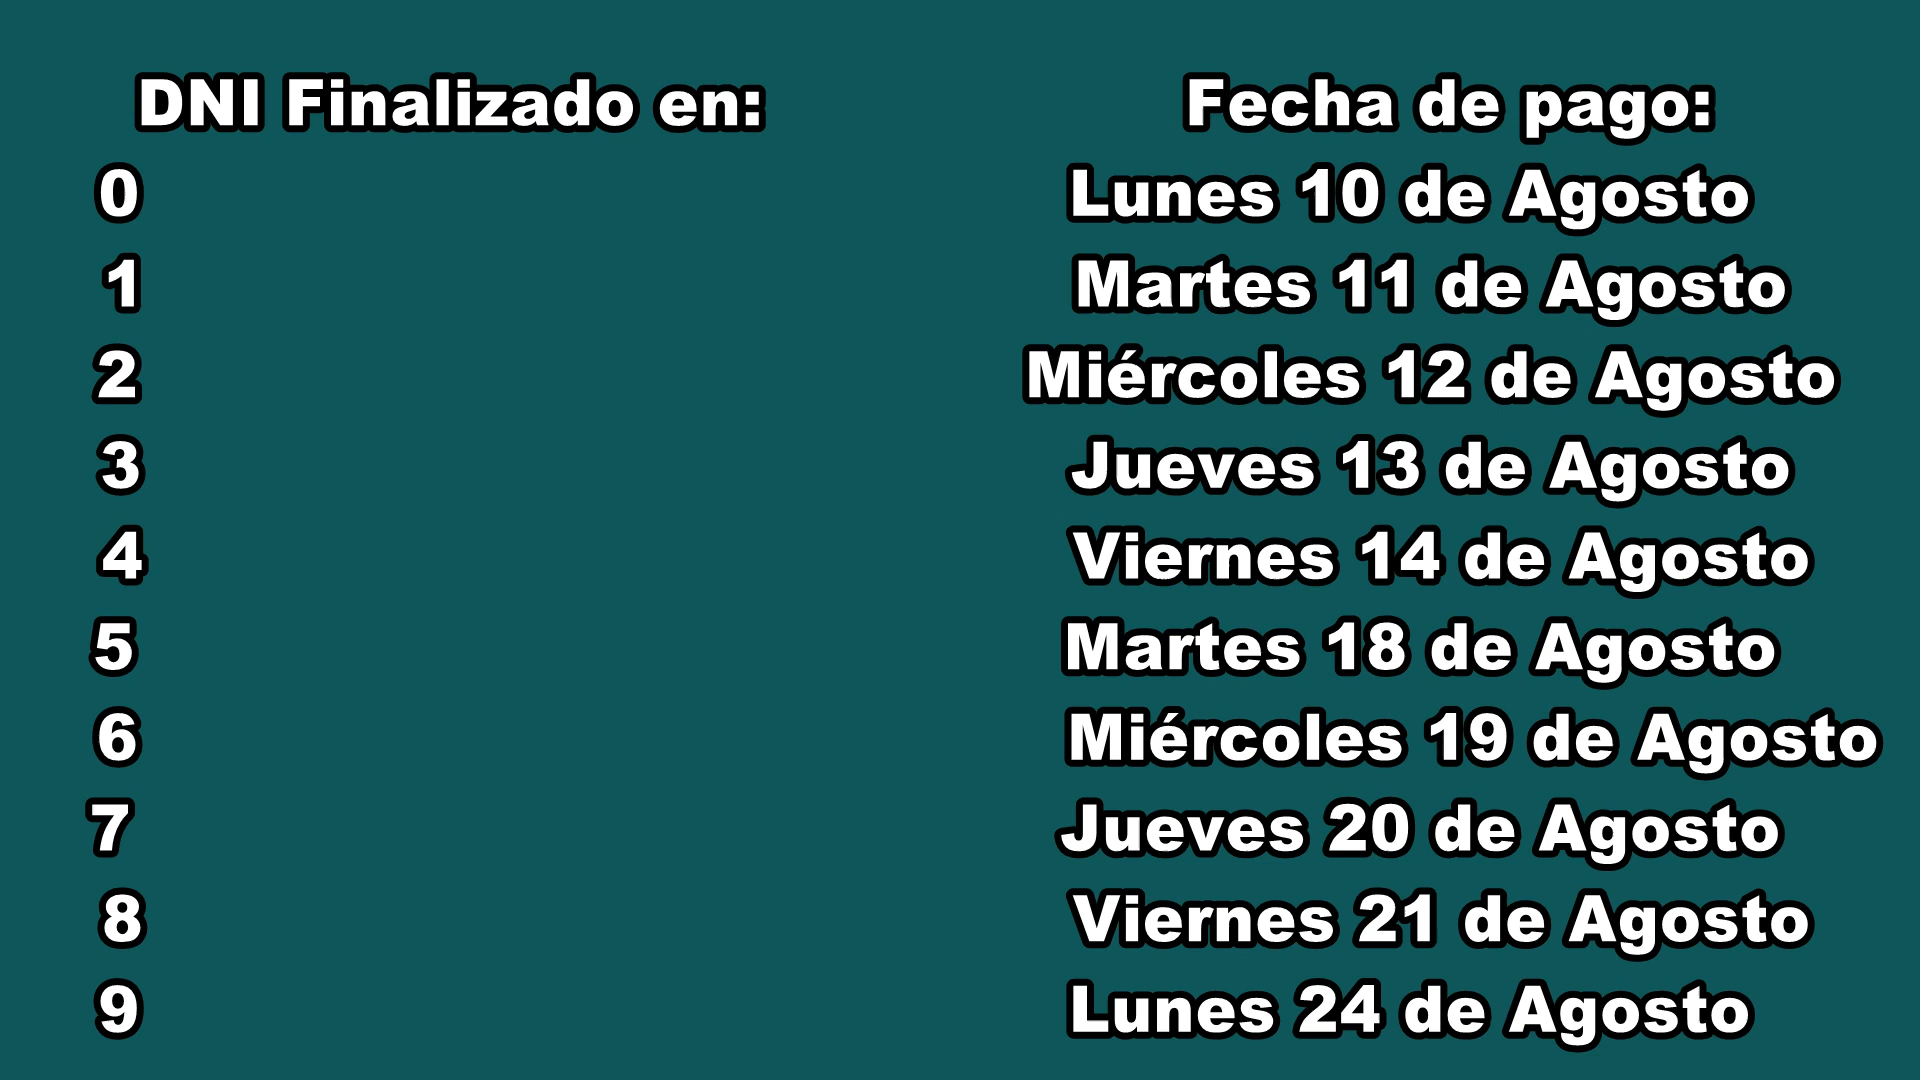 DNI Finalizado en: Fecha de pago:
0 Lunes 10 de Agosto
1 Martes 11 de Agosto
2 Miércoles 12 de Agosto
3 Jueves 13 de Agosto
4 Viernes 14 de Agosto
5 Martes 18 de Agosto
6 Miércoles 19 de Agosto
7 Jueves 20 de Agosto
8 Viernes 21 de Agosto
9 Lunes 24 de Agosto